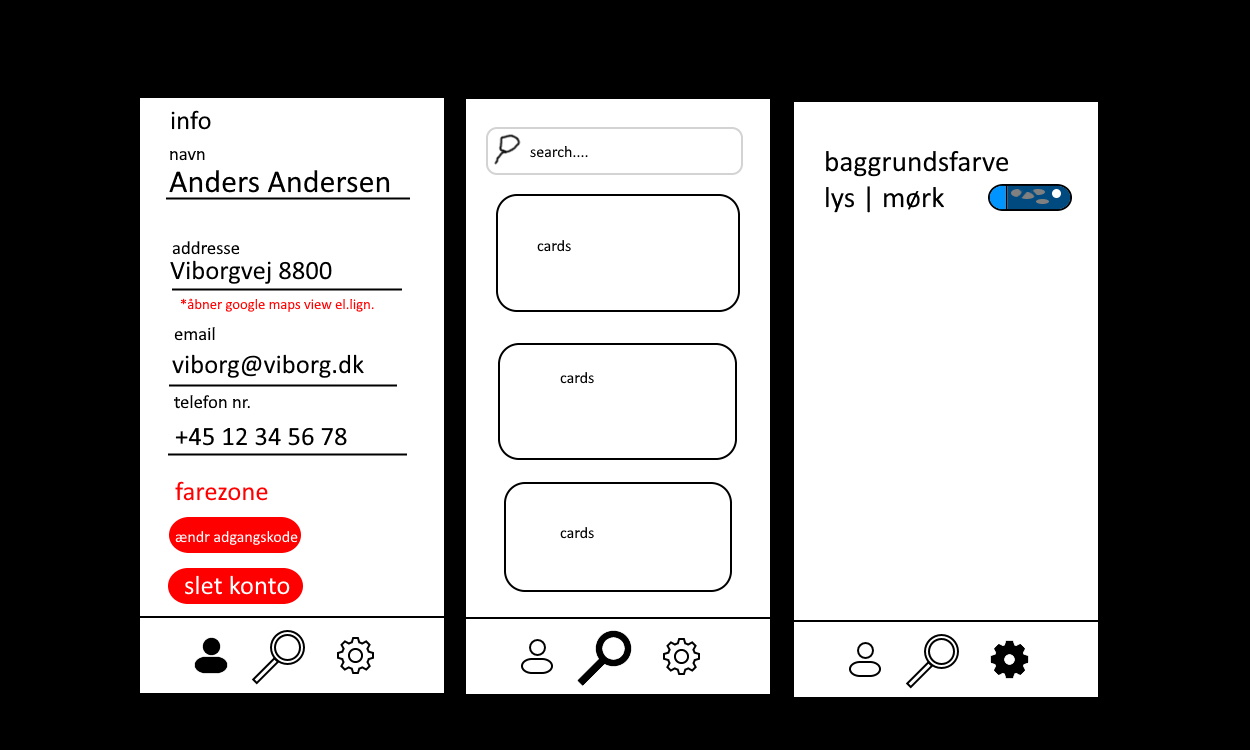 info
navn
Anders Andersen
addresse
Viborgvej 8800
*åbner google maps view el.lign.
email
viborg@viborg.dk
telefon nr.
+45 12 34 56 78
farezone
ændr adgangskode
slet konto
search....
cards
cards
cards
baggrundsfarve
lys | mørk